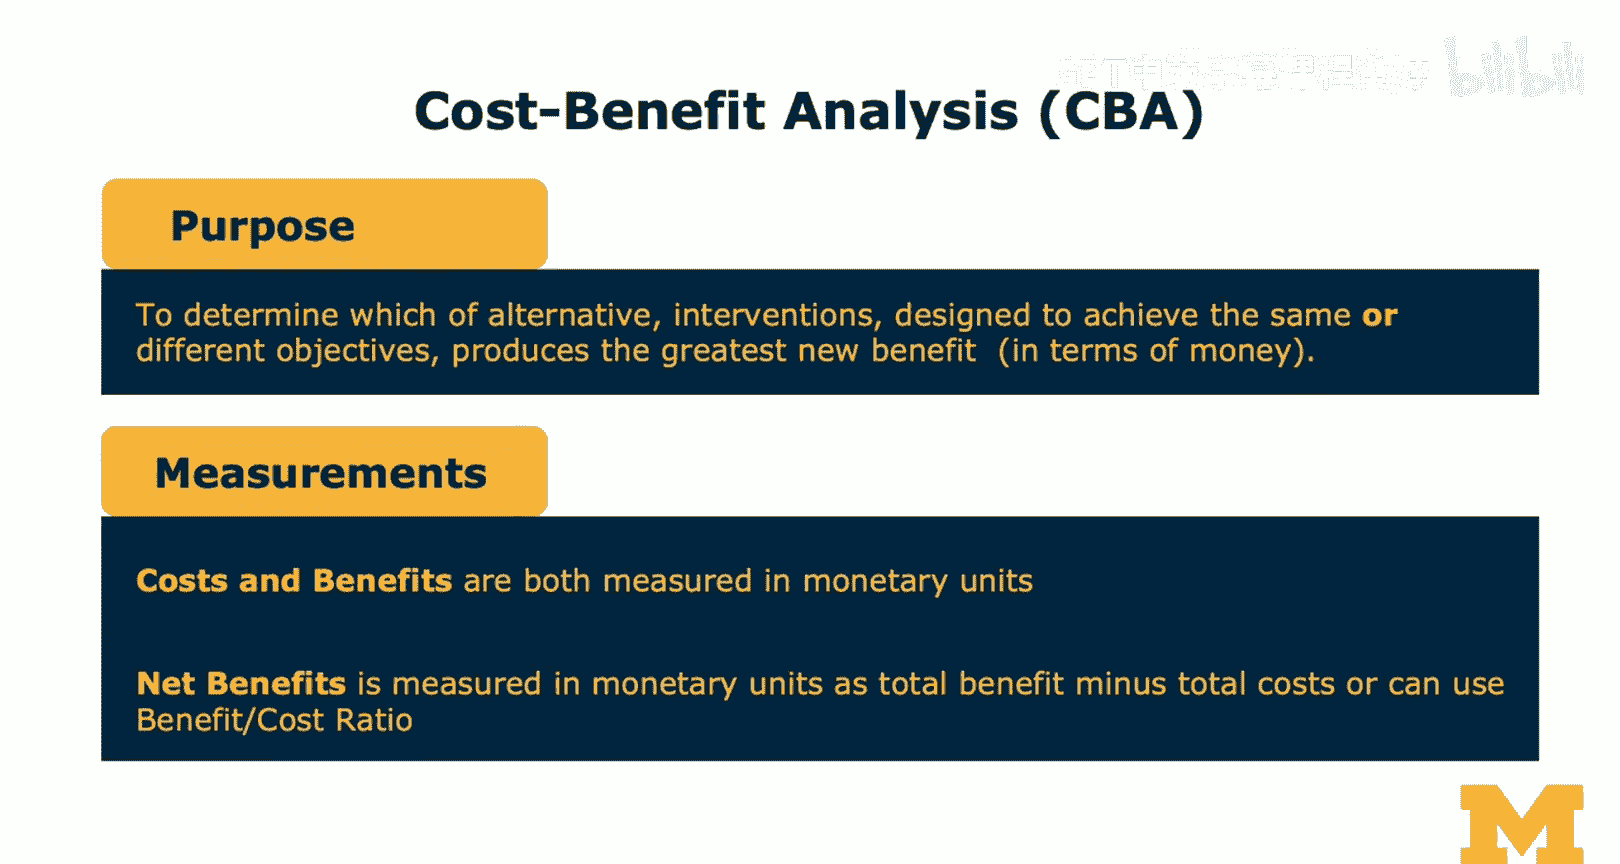 bilibili
Cost-Benefit Analysis (CBA)
Purpose
To determine which of alternative, interventions, designed to achieve the same or
different objectives, produces the greatest new benefit (in terms of money).
Measurements
Costs and Benefits are both measured in monetary units
Net Benefits is measured in monetary units as total benefit minus total costs or can use
Benefit/Cost Ratio
M